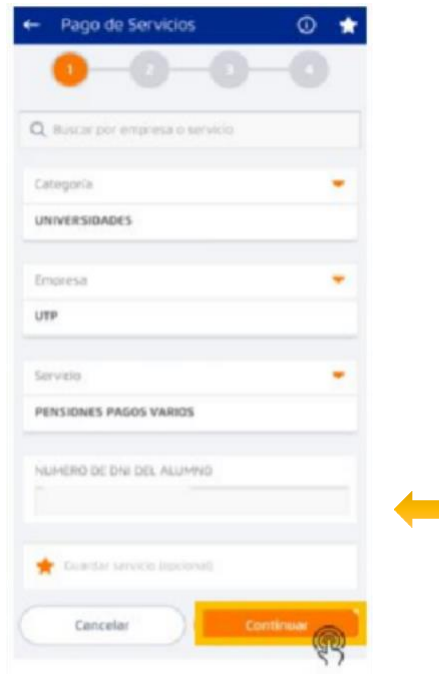 Pago de Servicios
1 2 3 4
Buscar por empresa o servicio
Categoría
UNIVERSIDADES
Empresa
UTP
Servicio
PENSIONES PAGOS VARIOS
NUMERO DE DNI DEL ALUMNO
Guardar servicio (opcional)
Cancelar
Continuar